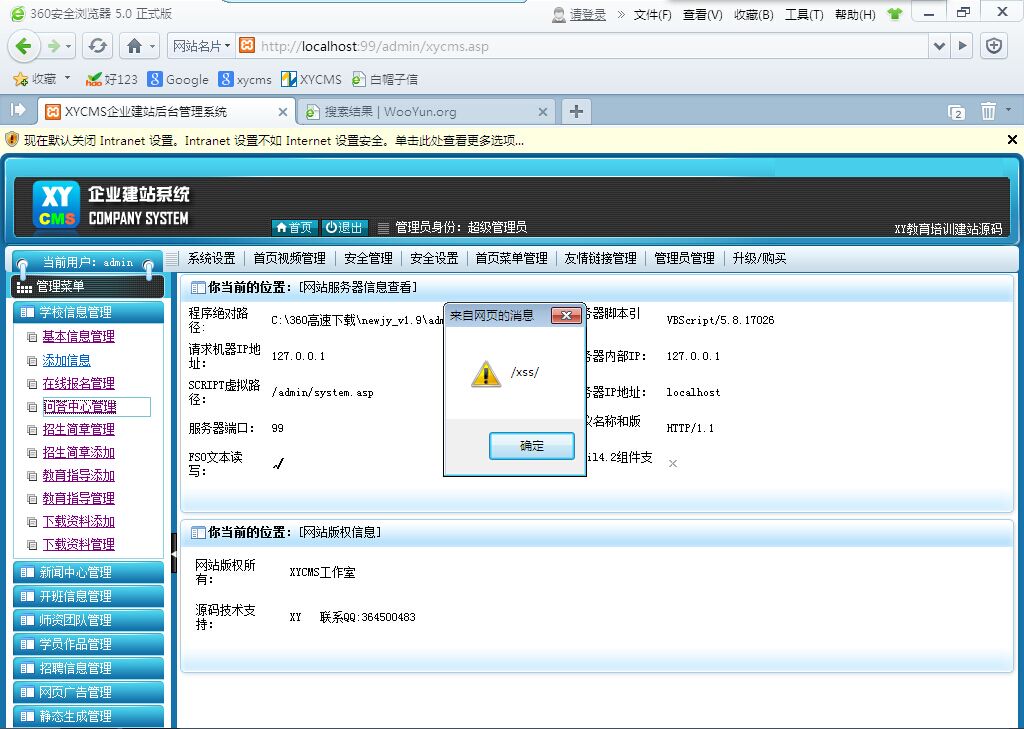 360安全浏览器 5.0 正式版
请登录 » 文件(F) 查看(V) 收藏(B) 工具(T) 帮助(H)
网站名片 http://localhost:99/admin/xycms.asp
收藏 好123 Google xycms XYCMS 白帽子信
XYCMS企业建站后台管理系统 搜索结果 | WooYun.org 2
现在默认关闭 Intranet 设置。Intranet 设置不如 Internet 设置安全。单击此处查看更多选项...
XY CMS 企业建站系统
COMPANY SYSTEM
首页 退出 管理员身份: 超级管理员 XY教育培训建站源码
当前用户: admin
系统设置 首页视频管理 安全管理 安全设置 首页菜单管理 友情链接管理 管理员管理 升级/购买
管理菜单
学校信息管理
基本信息管理
添加信息
在线报名管理
问答中心管理
招生简章管理
招生简章添加
教育指导添加
教育指导管理
下载资料添加
下载资料管理
新闻中心管理
开班信息管理
师资团队管理
学员作品管理
招聘信息管理
网页广告管理
静态生成管理
你当前的位置: [网站服务器信息查看]
程序绝对路径: C:\360高速下载\newjy_v1.9\adm 务器脚本引 VBScript/5.8.17026
请求机器IP地址: 127.0.0.1 务器内部IP: 127.0.0.1
SCRIPT虚拟路径: /admin/system.asp 务器IP地址: localhost
服务器端口: 99 议名称和版 HTTP/1.1
FSO文本读写: √ il4.2组件支 ×
来自网页的消息
/xss/
确定
你当前的位置: [网站版权信息]
网站版权所有: XYCMS工作室
源码技术支持: XY 联系QQ:364500483